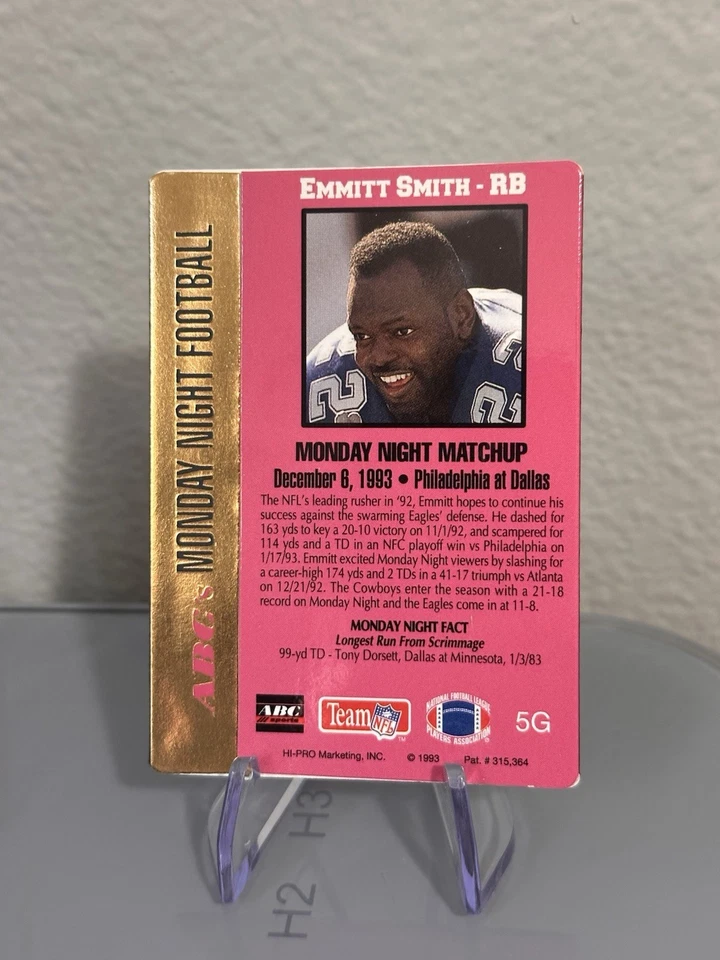 ABC's MONDAY NIGHT FOOTBALL
EMMITT SMITH - RB
22
22
MONDAY NIGHT MATCHUP
December 6, 1993 • Philadelphia at Dallas
The NFL's leading rusher in '92, Emmitt hopes to continue his
success against the swarming Eagles' defense. He dashed for
163 yds to key a 20-10 victory on 11/1/92, and scampered for
114 yds and a TD in an NFC playoff win vs Philadelphia on
1/17/93. Emmitt excited Monday Night viewers by slashing for
a career-high 174 yds and 2 TDs in a 41-17 triumph vs Atlanta
on 12/21/92. The Cowboys enter the season with a 21-18
record on Monday Night and the Eagles come in at 11-8.
MONDAY NIGHT FACT
Longest Run From Scrimmage
99-yd TD - Tony Dorsett, Dallas at Minnesota, 1/3/83
ABC
sports
Team NFL ™
NATIONAL FOOTBALL LEAGUE
PLAYERS ASSOCIATION
5G
HI-PRO Marketing, INC. © 1993 Pat. # 315,364
H2 H3